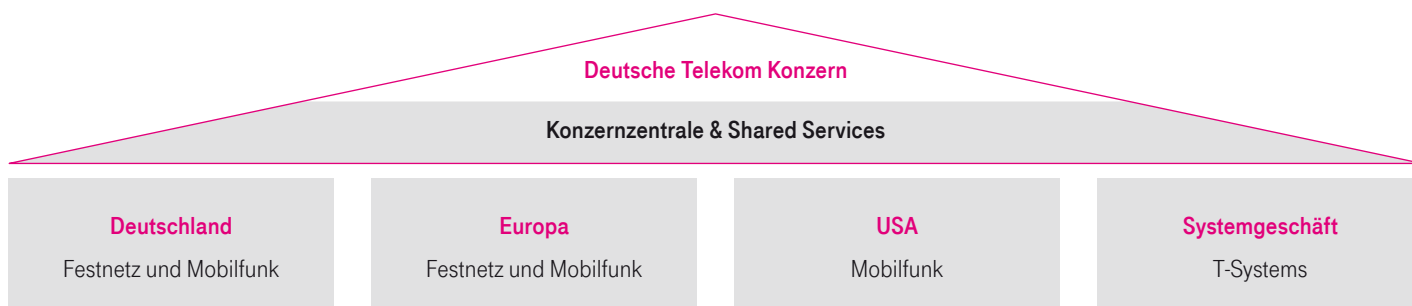 Deutsche Telekom Konzern
Konzernzentrale & Shared Services
Deutschland
Festnetz und Mobilfunk
Europa
Festnetz und Mobilfunk
USA
Mobilfunk
Systemgeschäft
T-Systems